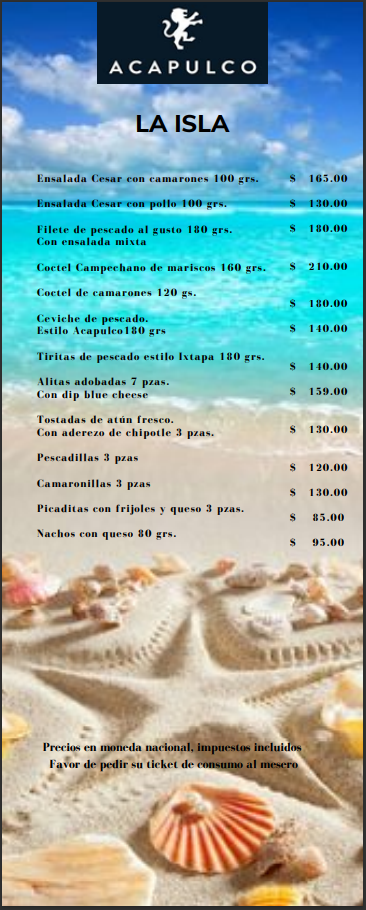 ACAPULCO
LA ISLA
Ensalada Cesar con camarones 100 grs. $ 165.00
Ensalada Cesar con pollo 100 grs. $ 130.00
Filete de pescado al gusto 180 grs. $ 180.00
Con ensalada mixta
Coctel Campechano de mariscos 160 grs. $ 210.00
Coctel de camarones 120 gs. $ 180.00
Ceviche de pescado.
Estilo Acapulco180 grs $ 140.00
Tiritas de pescado estilo Ixtapa 180 grs. $ 140.00
Alitas adobadas 7 pzas.
Con dip blue cheese $ 159.00
Tostadas de atún fresco.
Con aderezo de chipotle 3 pzas. $ 130.00
Pescadillas 3 pzas $ 120.00
Camaronillas 3 pzas $ 130.00
Picaditas con frijoles y queso 3 pzas. $ 85.00
Nachos con queso 80 grs. $ 95.00
Precios en moneda nacional, impuestos incluidos
Favor de pedir su ticket de consumo al mesero